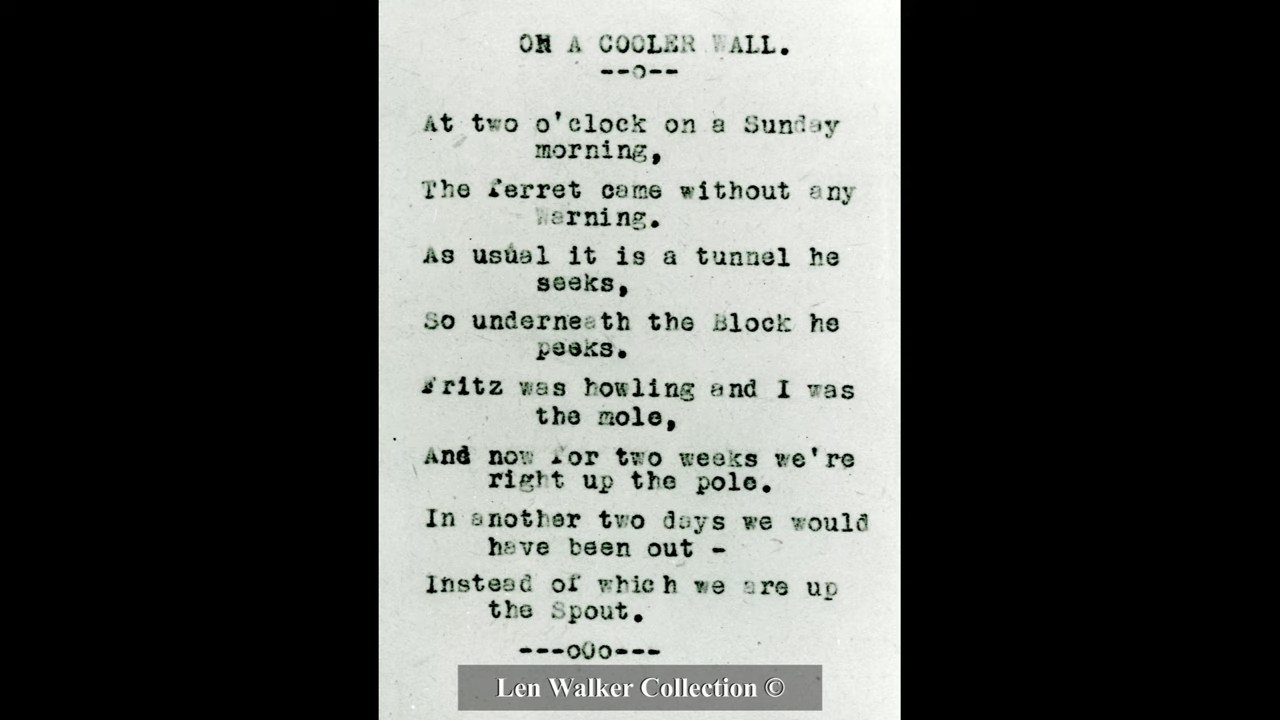 ON A COOLER WALL.
--o--
At two o'clock on a Sunday
morning,
The ferret came without any
Warning.
As usual it is a tunnel he
seeks,
So underneath the Block he
peeks.
Fritz was howling and I was
the mole,
And now for two weeks we're
right up the pole.
In another two days we would
have been out -
Instead of which we are up
the Spout.
---oOo---
Len Walker Collection ©